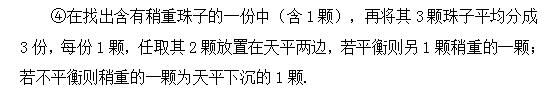 ④在找出含有稍重珠子的一份中（含1颗），再将其3颗珠子平均分成
3份，每份1颗，任取其2颗放置在天平两边，若平衡则另1颗稍重的一颗；
若不平衡则稍重的一颗为天平下沉的1颗.